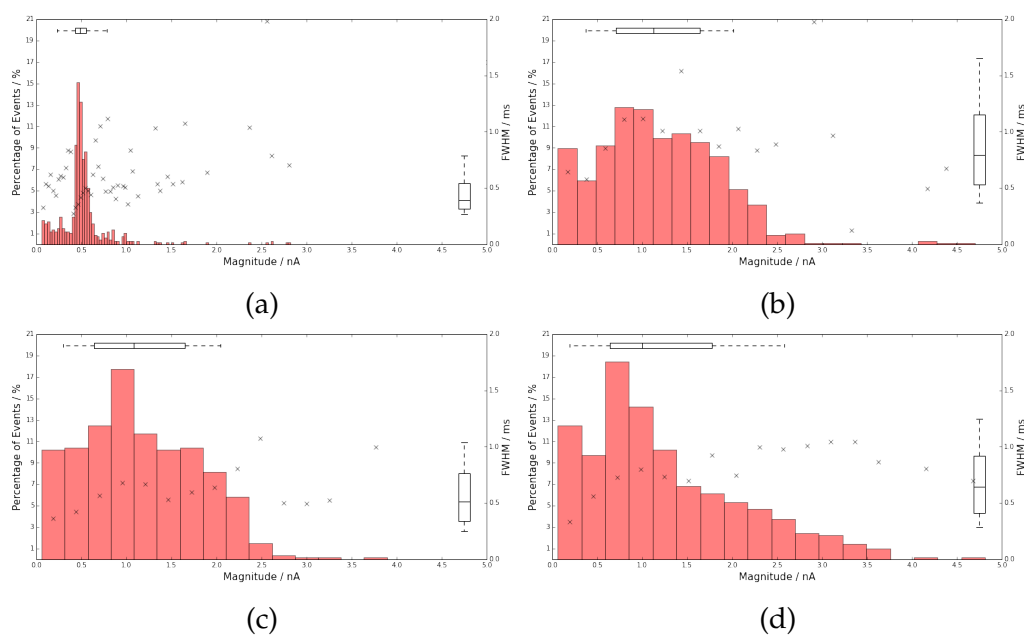 21 19 17 15 13 11 9 7 5 3 1
Percentage of Events / %
0.0 0.5 1.0 1.5 2.0 2.5 3.0 3.5 4.0 4.5 5.0
Magnitude / nA
2.0 1.5 1.0 0.5 0.0
FWHM / ms
(a)
21 19 17 15 13 11 9 7 5 3 1
Percentage of Events / %
0.0 0.5 1.0 1.5 2.0 2.5 3.0 3.5 4.0 4.5 5.0
Magnitude / nA
2.0 1.5 1.0 0.5 0.0
FWHM / ms
(b)
21 19 17 15 13 11 9 7 5 3 1
Percentage of Events / %
0.0 0.5 1.0 1.5 2.0 2.5 3.0 3.5 4.0 4.5 5.0
Magnitude / nA
2.0 1.5 1.0 0.5 0.0
FWHM / ms
(c)
21 19 17 15 13 11 9 7 5 3 1
Percentage of Events / %
0.0 0.5 1.0 1.5 2.0 2.5 3.0 3.5 4.0 4.5 5.0
Magnitude / nA
2.0 1.5 1.0 0.5 0.0
FWHM / ms
(d)